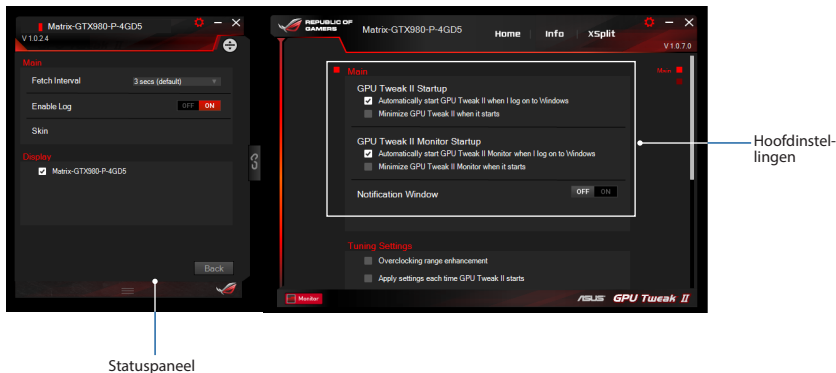 Matrix-GTX980-P-4GD5
V 1.0.2.4
Main
Fetch Interval
3 secs (default)
Enable Log
OFF ON
Skin
Display
Matrix-GTX980-P-4GD5
Back
REPUBLIC OF
GAMERS
Matrix-GTX980-P-4GD5
Home
Info
XSplit
V 1.0.7.0
Main
Main
GPU Tweak II Startup
Automatically start GPU Tweak II when I log on to Windows
Minimize GPU Tweak II when it starts
GPU Tweak II Monitor Startup
Automatically start GPU Tweak II Monitor when I log on to Windows
Minimize GPU Tweak II Monitor when it starts
Notification Window
OFF ON
Tuning Settings
Overclocking range enhancement
Apply settings each time GPU Tweak II starts
Monitor
ASUS GPU Tweak II
Hoofdinstel-
lingen
Statuspaneel